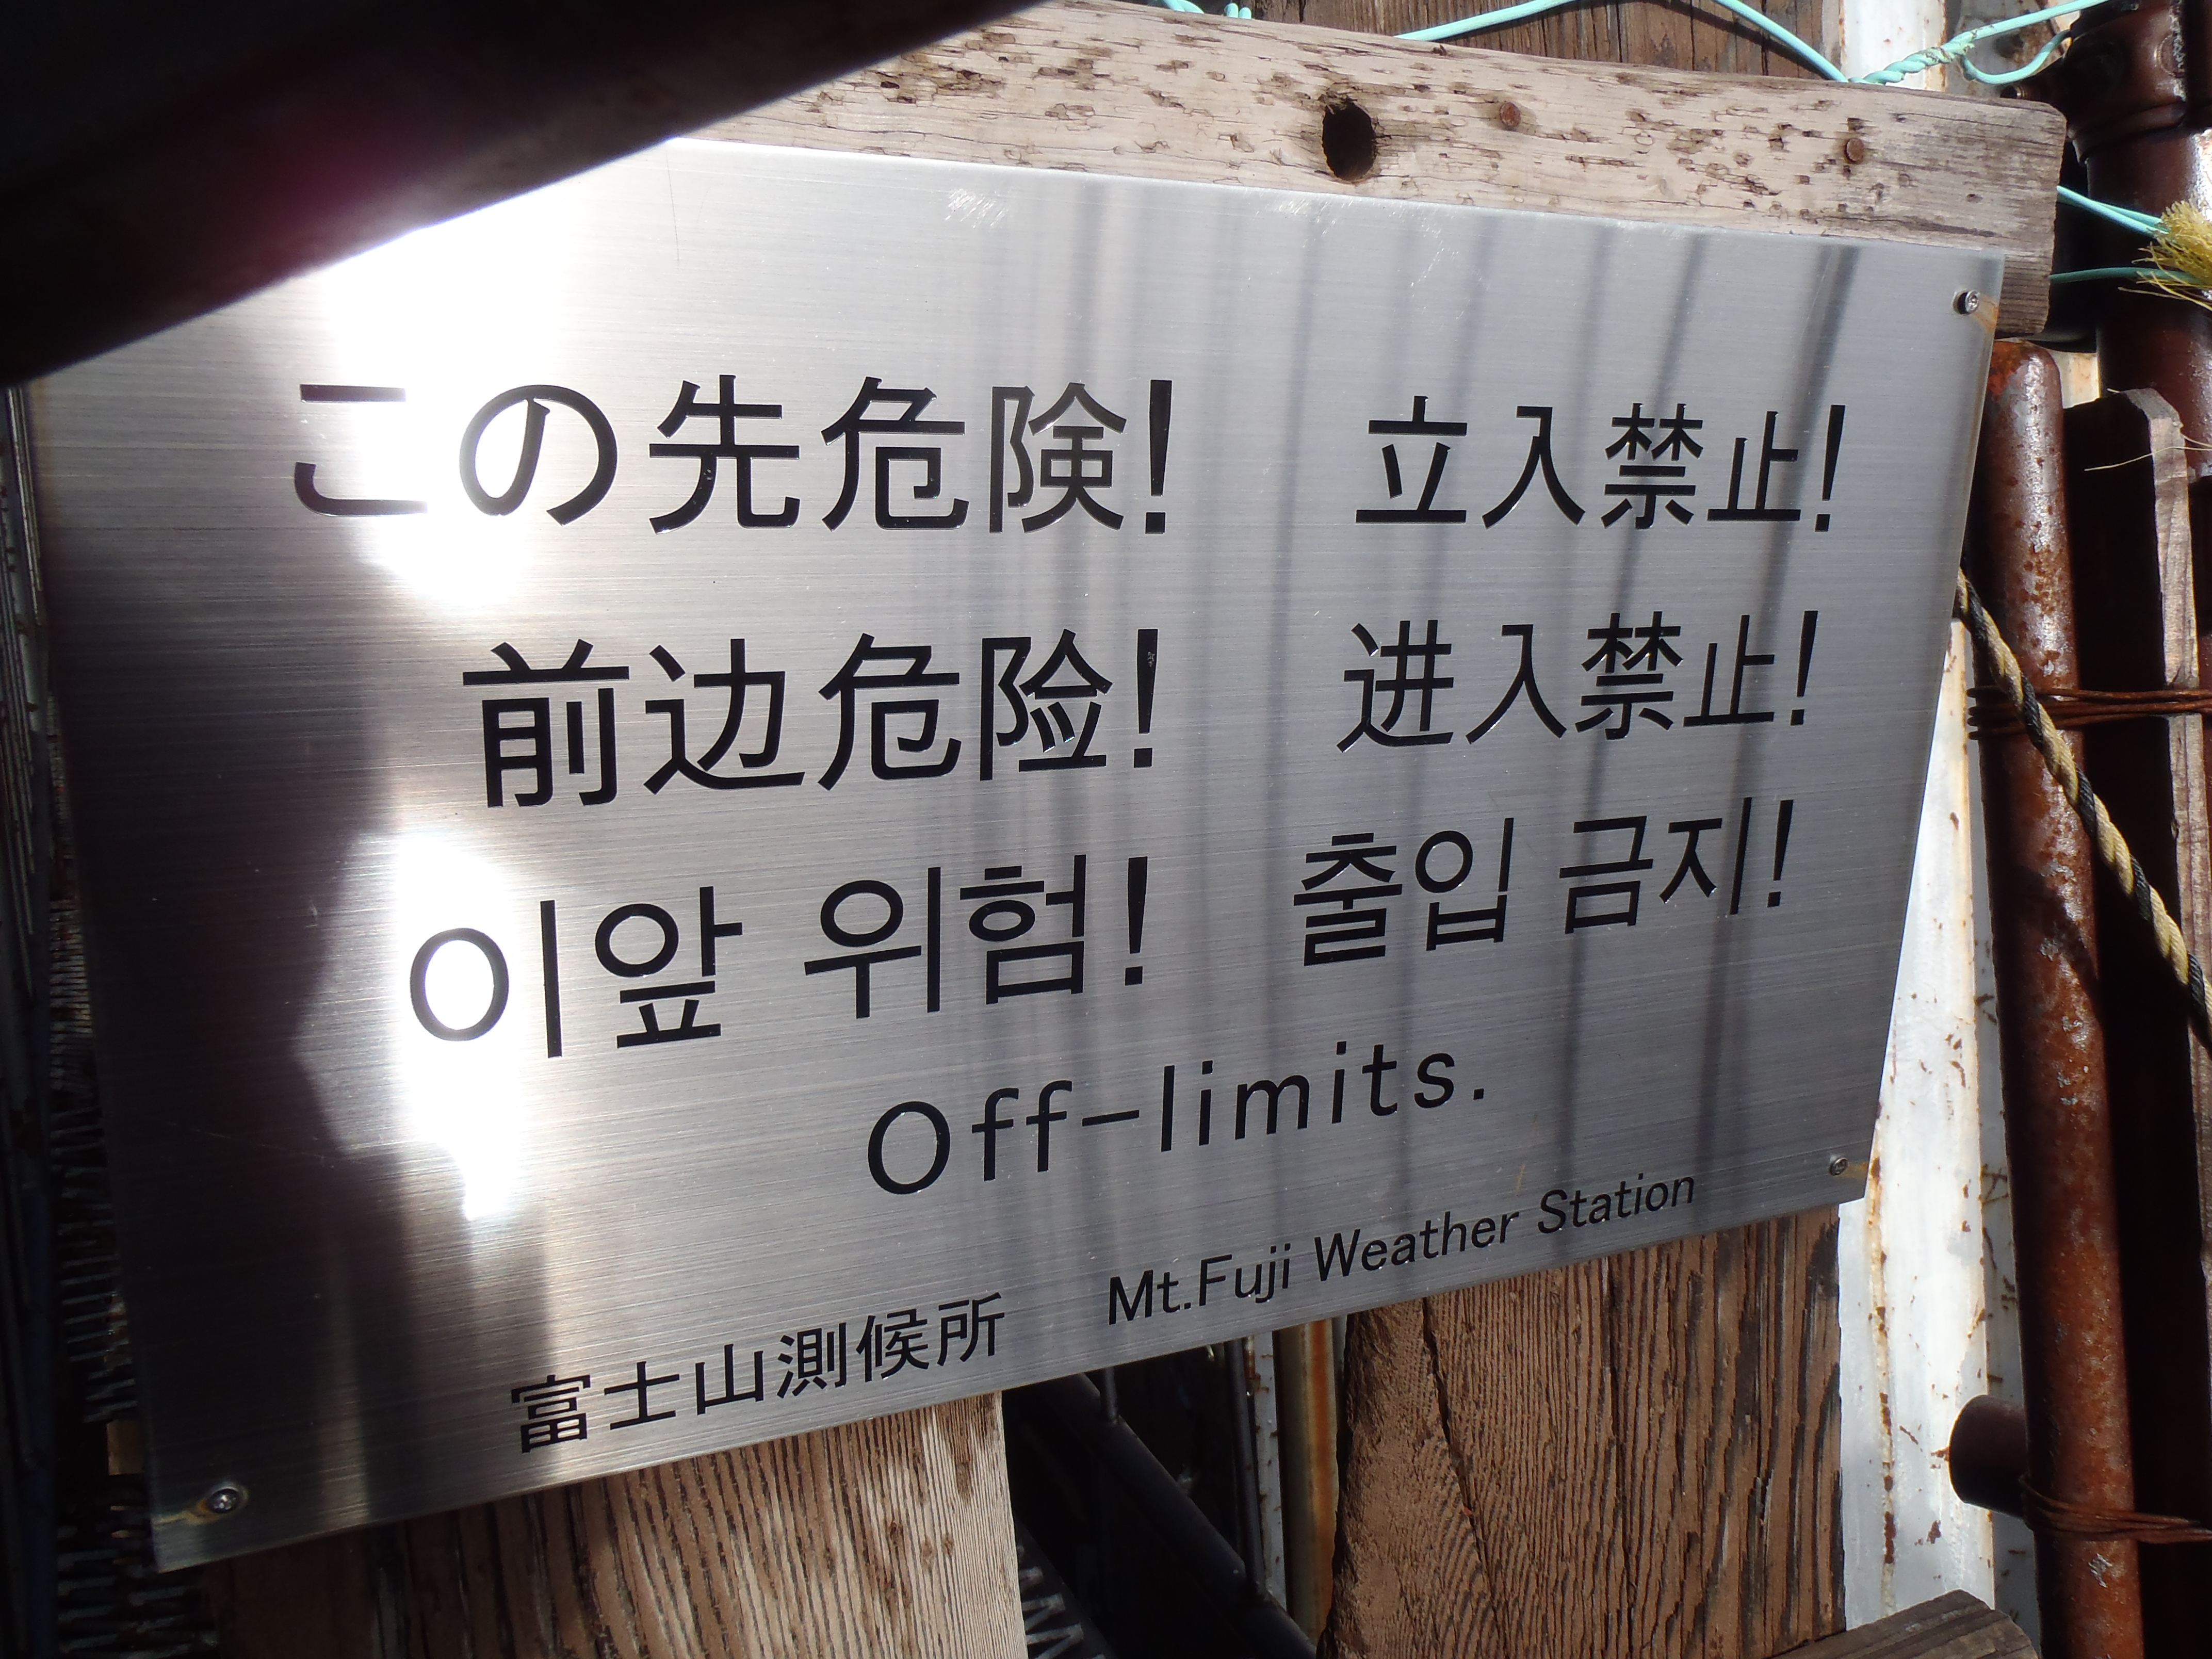 この先危険! 立入禁止!
前边危险! 进入禁止!
이앞 위험! 출입 금지!
Off-limits.
富士山測候所 Mt.Fuji Weather Station